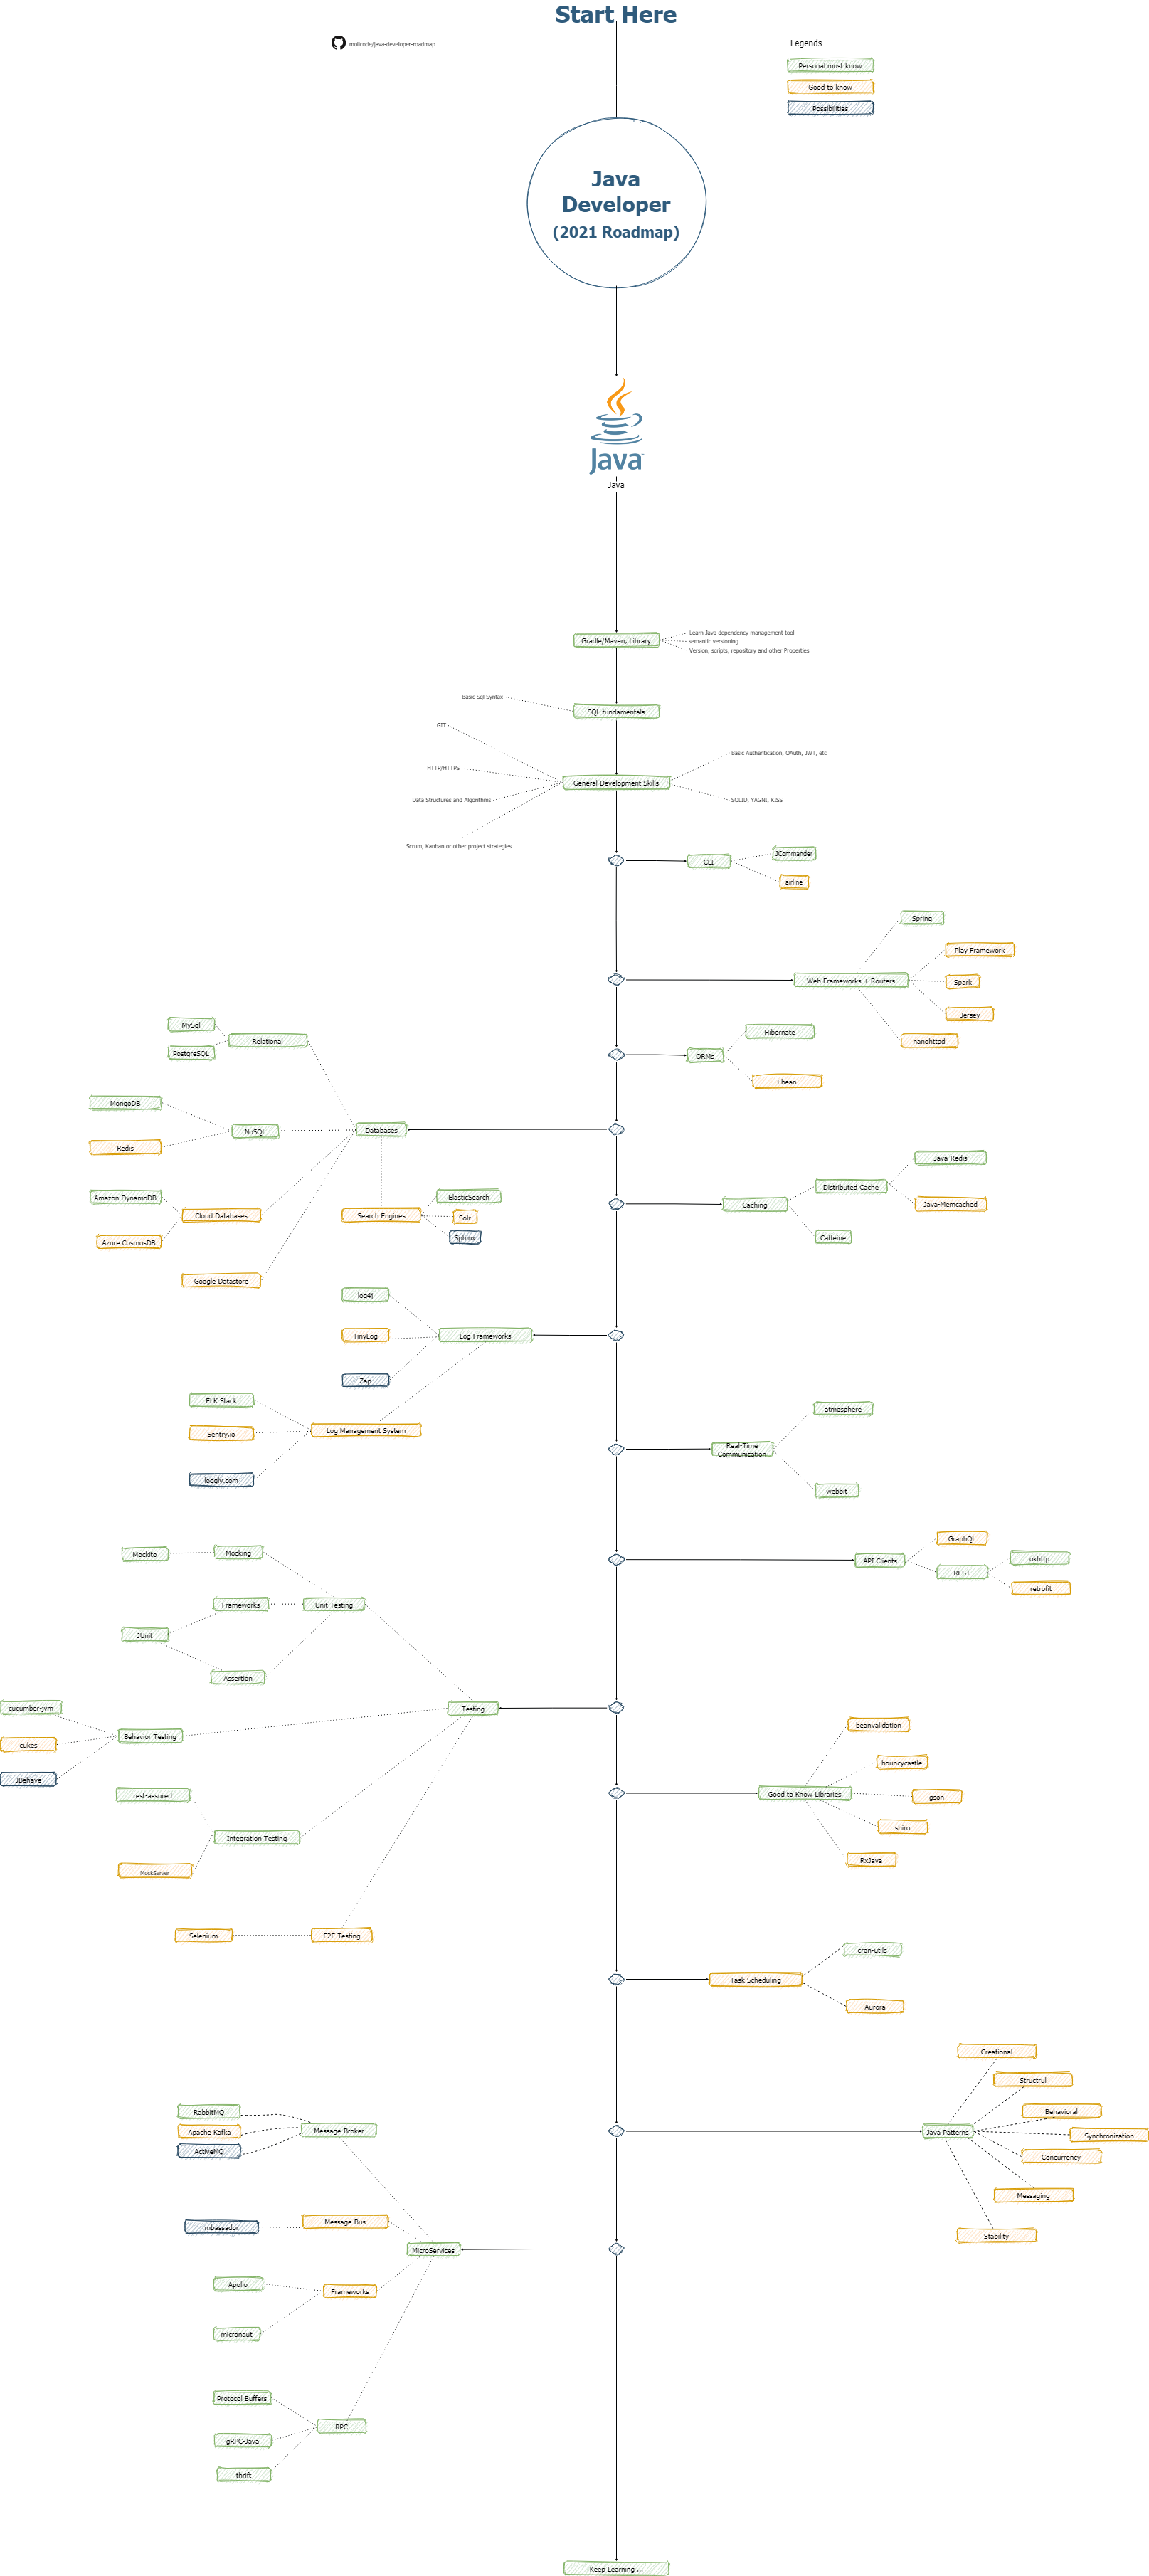 Start Here
mulicode/java-developer-roadmap
Legends
Personal must know
Good to know
Possibilities
Java
Developer
(2021 Roadmap)
Java
Java
Gradle/Maven, Library
Learn Java dependency management tool
semantic versioning
Version, scripts, repository and other Properties
Basic Sql Syntax
SQL fundamentals
GIT
HTTP/HTTPS
Data Structures and Algorithms
Scrum, Kanban or other project strategies
General Development Skills
Basic Authentication, OAuth, JWT, etc
SOLID, YAGNI, KISS
CLI
JCommander
airline
Web Frameworks + Routers
Spring
Play Framework
Spark
Jersey
nanohttpd
ORMs
Hibernate
Ebean
Databases
Relational
MySql
PostgreSQL
NoSQL
MongoDB
Redis
Cloud Databases
Amazon DynamoDB
Azure CosmosDB
Google Datastore
Search Engines
ElasticSearch
Solr
Sphins
Caching
Distributed Cache
Java-Redis
Java-Memcached
Caffeine
Log Frameworks
log4j
TinyLog
Zap
Log Management System
ELK Stack
Sentry.io
loggly.com
Real-Time
Communication
atmosphere
webbit
API Clients
GraphQL
REST
okhttp
retrofit
Testing
Unit Testing
Mocking
Mockito
Frameworks
JUnit
Assertion
Behavior Testing
cucumber-jvm
cukes
JBehave
Integration Testing
rest-assured
MockServer
E2E Testing
Selenium
Good to Know Libraries
beanvalidation
bouncycastle
gson
shiro
RxJava
Task Scheduling
cron-utils
Aurora
Java Patterns
Creational
Structrul
Behavioral
Synchronization
Concurrency
Messaging
Stability
MicroServices
Message-Broker
RabbitMQ
Apache Kafka
ActiveMQ
Message-Bus
mbassador
Frameworks
Apollo
micronaut
RPC
Protocol Buffers
gRPC-Java
thrift
Keep Learning ...